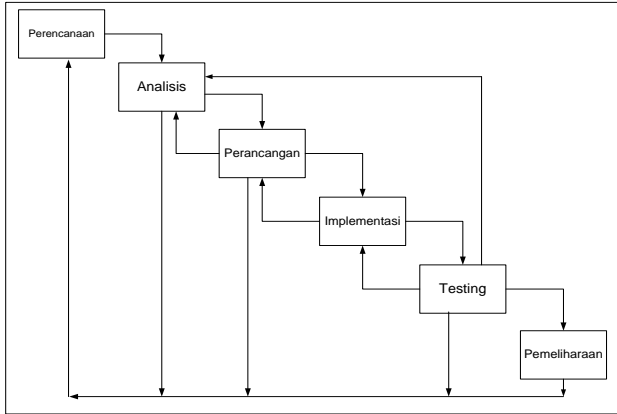 Perencanaan
Analisis
Perancangan
Implementasi
Testing
Pemeliharaan